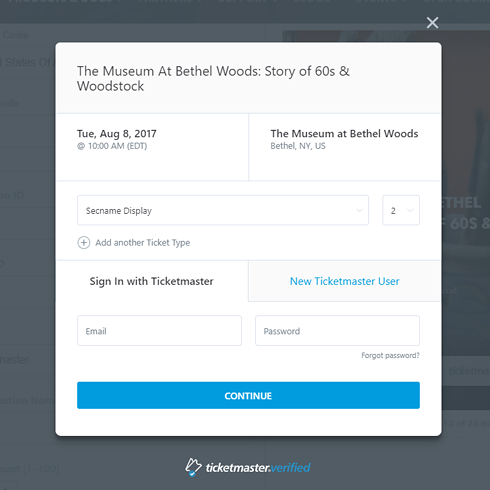 The Museum At Bethel Woods: Story of 60s &
Woodstock
Tue, Aug 8, 2017
@ 10:00 AM (EDT)
The Museum at Bethel Woods
Bethel, NY, US
Secname Display
2
Add another Ticket Type
Sign In with Ticketmaster
New Ticketmaster User
Email
Password
Forgot password?
CONTINUE
ticketmaster.verified